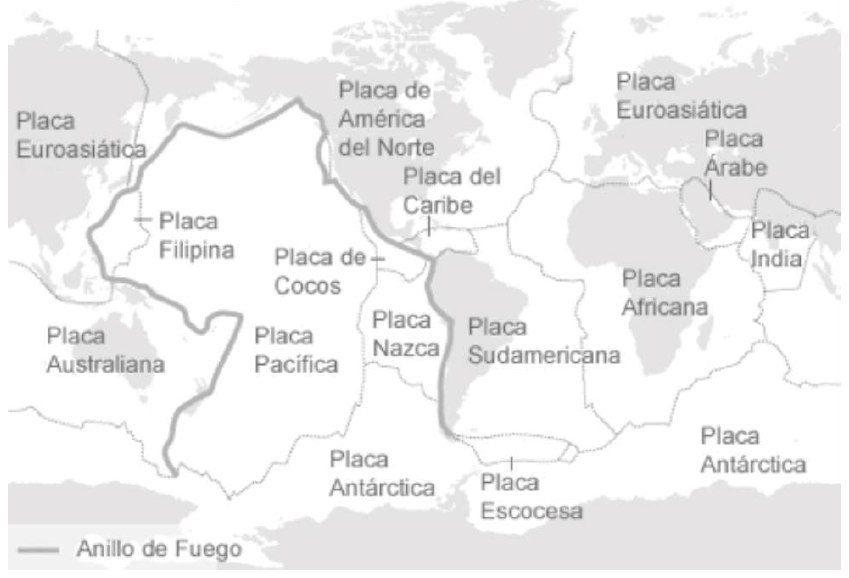 Placa de
América
del Norte
Placa
Euroasiática
Placa
Euroasiática
Placa
Árabe
Placa del
Caribe
Placa
Filipina
Placa de
Cocos
Placa
India
Placa
Africana
Placa
Australiana
Placa
Pacífica
Placa
Nazca
Placa
Sudamericana
Placa
Antárctica
Placa
Antárctica
Placa
Escocesa
Anillo de Fuego